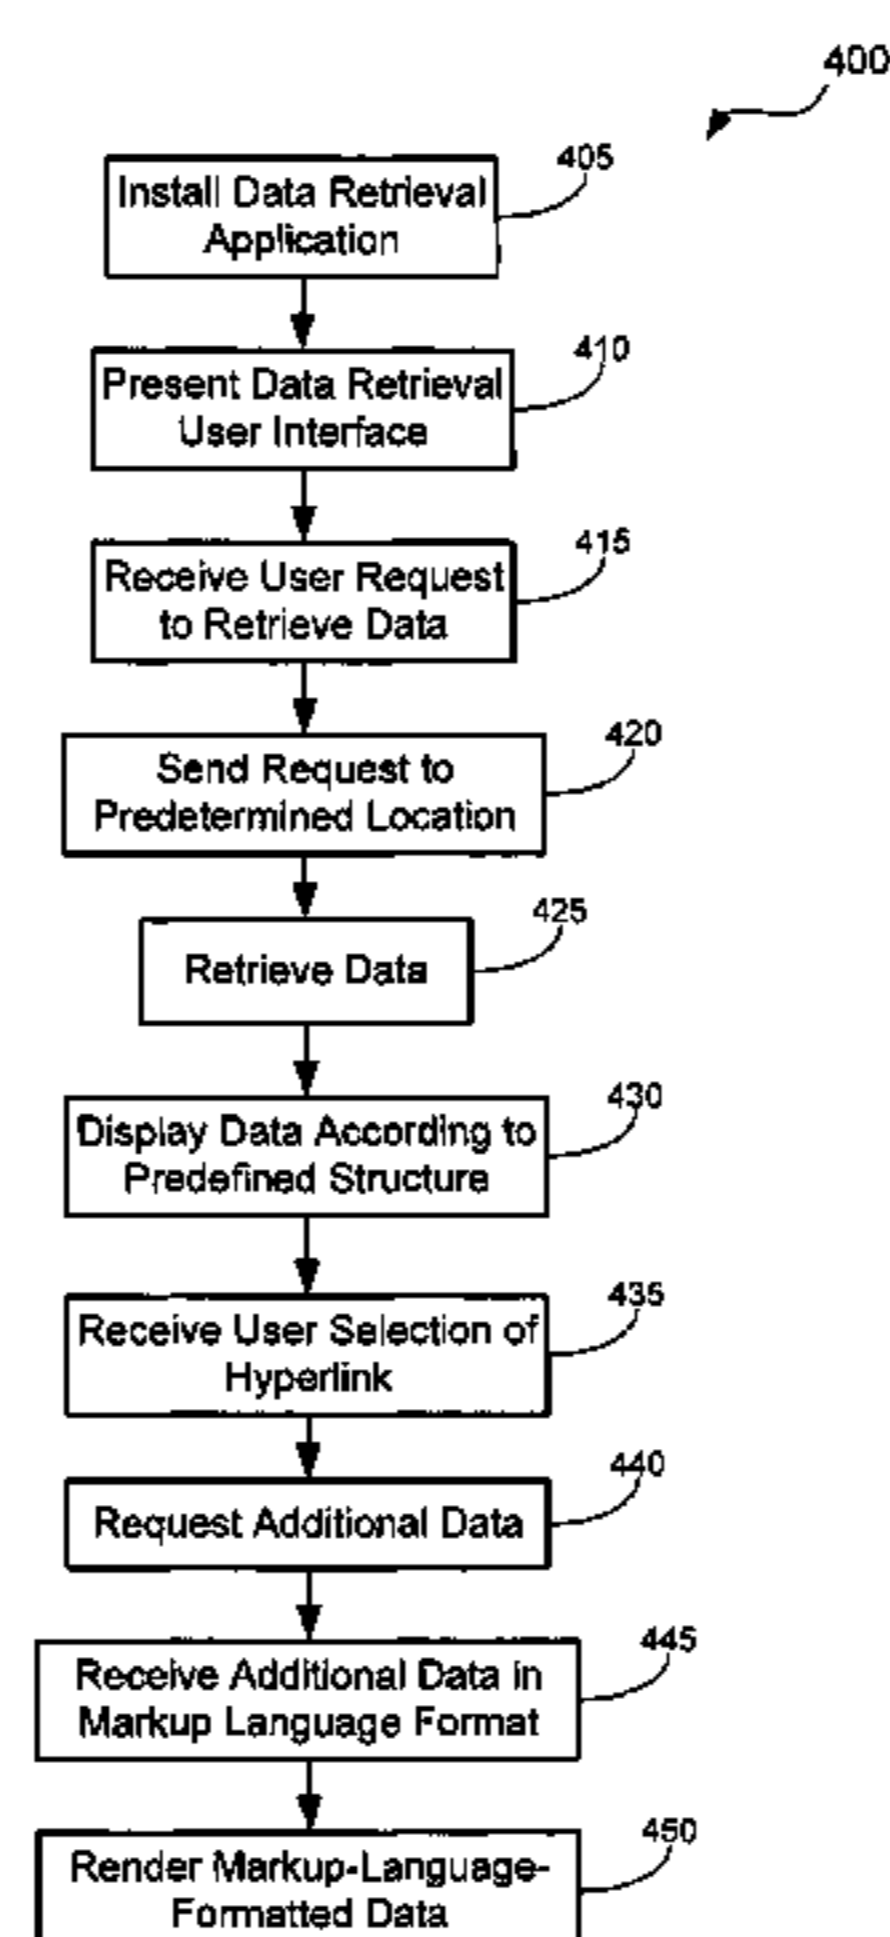 400
405
Install Data Retrieval
Application
410
Present Data Retrieval
User Interface
415
Receive User Request
to Retrieve Data
420
Send Request to
Predetermined Location
425
Retrieve Data
430
Display Data According to
Predefined Structure
435
Receive User Selection of
Hyperlink
440
Request Additional Data
445
Receive Additional Data in
Markup Language Format
450
Render Markup-Language-
Formatted Data